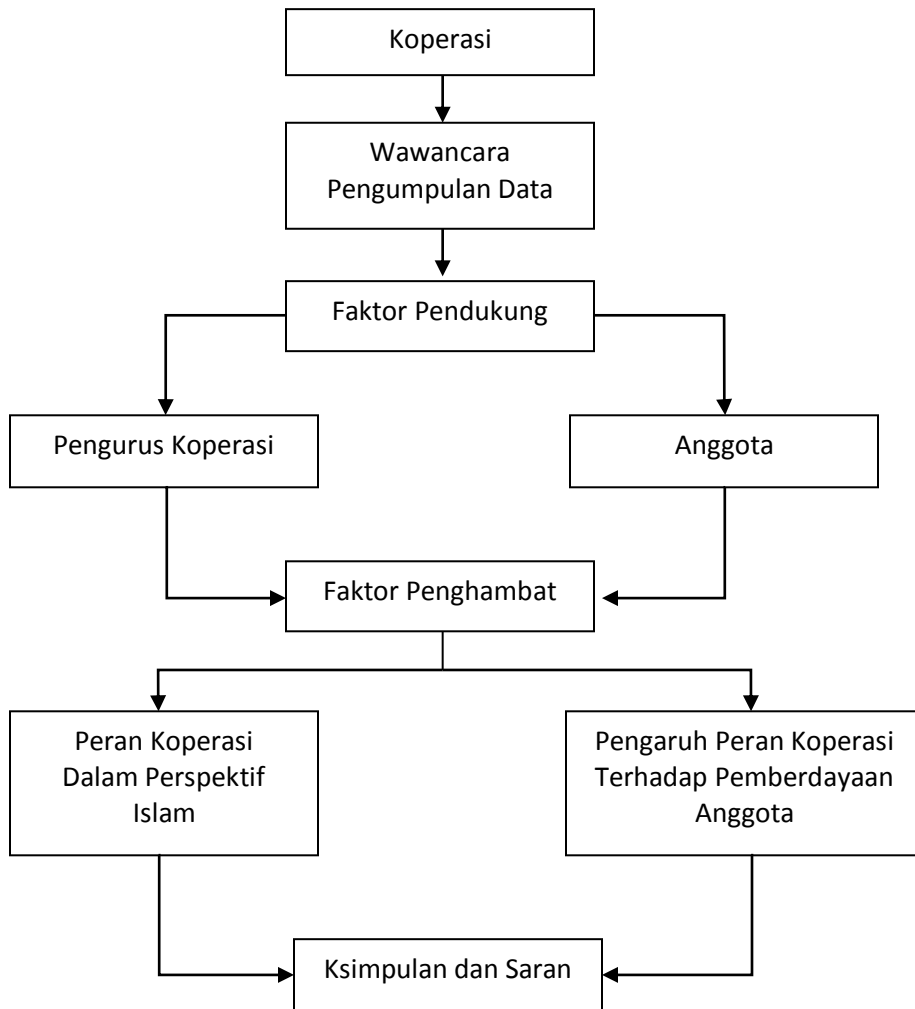 Koperasi
Wawancara
Pengumpulan Data
Faktor Pendukung
Pengurus Koperasi
Anggota
Faktor Penghambat
Peran Koperasi
Dalam Perspektif
Islam
Pengaruh Peran Koperasi
Terhadap Pemberdayaan
Anggota
Ksimpulan dan Saran